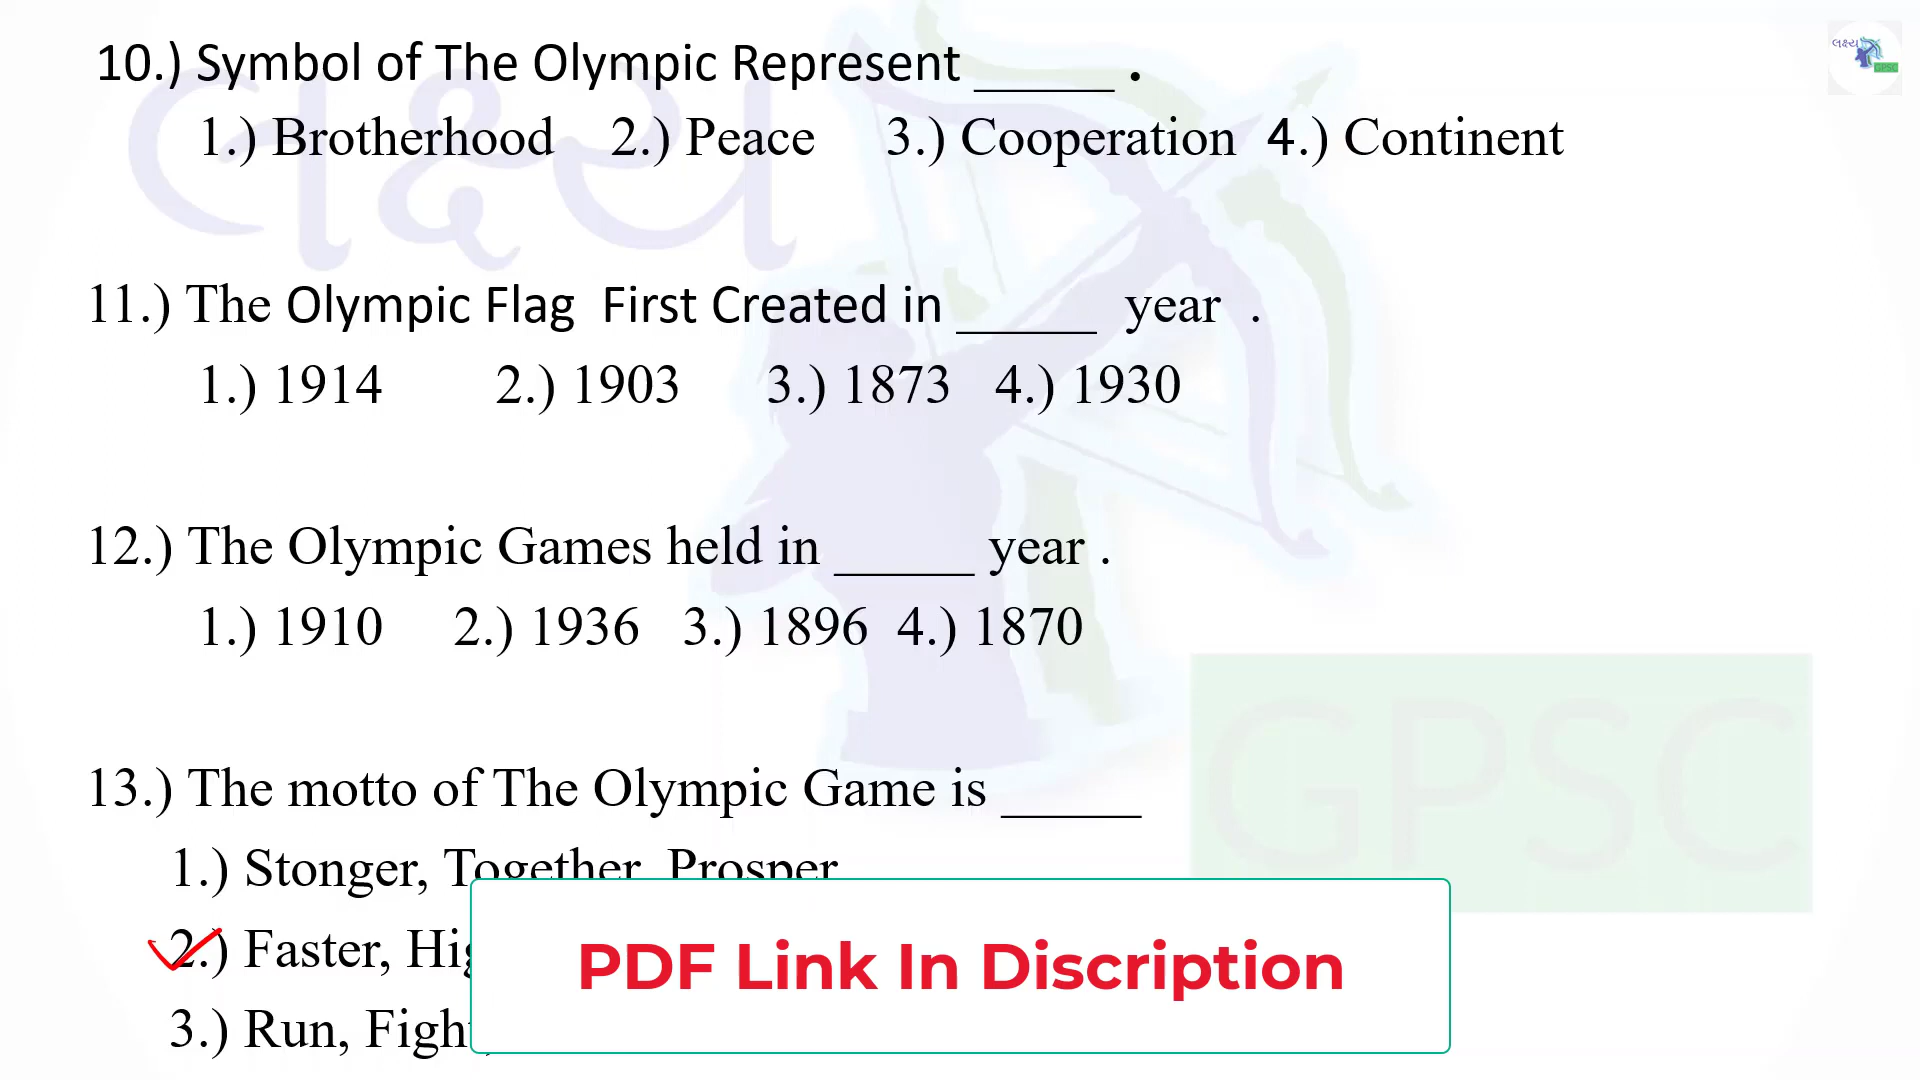 લક્ષ્ય
GPSC
10.) Symbol of The Olympic Represent _____ .
1.) Brotherhood 2.) Peace 3.) Cooperation 4.) Continent
11.) The Olympic Flag First Created in _____ year .
1.) 1914 2.) 1903 3.) 1873 4.) 1930
12.) The Olympic Games held in _____ year .
1.) 1910 2.) 1936 3.) 1896 4.) 1870
13.) The motto of The Olympic Game is _____
1.) Stonger, Together, Prosper
2.) Faster,
3.) Run,
PDF Link In Discription
લક્ષ્ય
GPSC